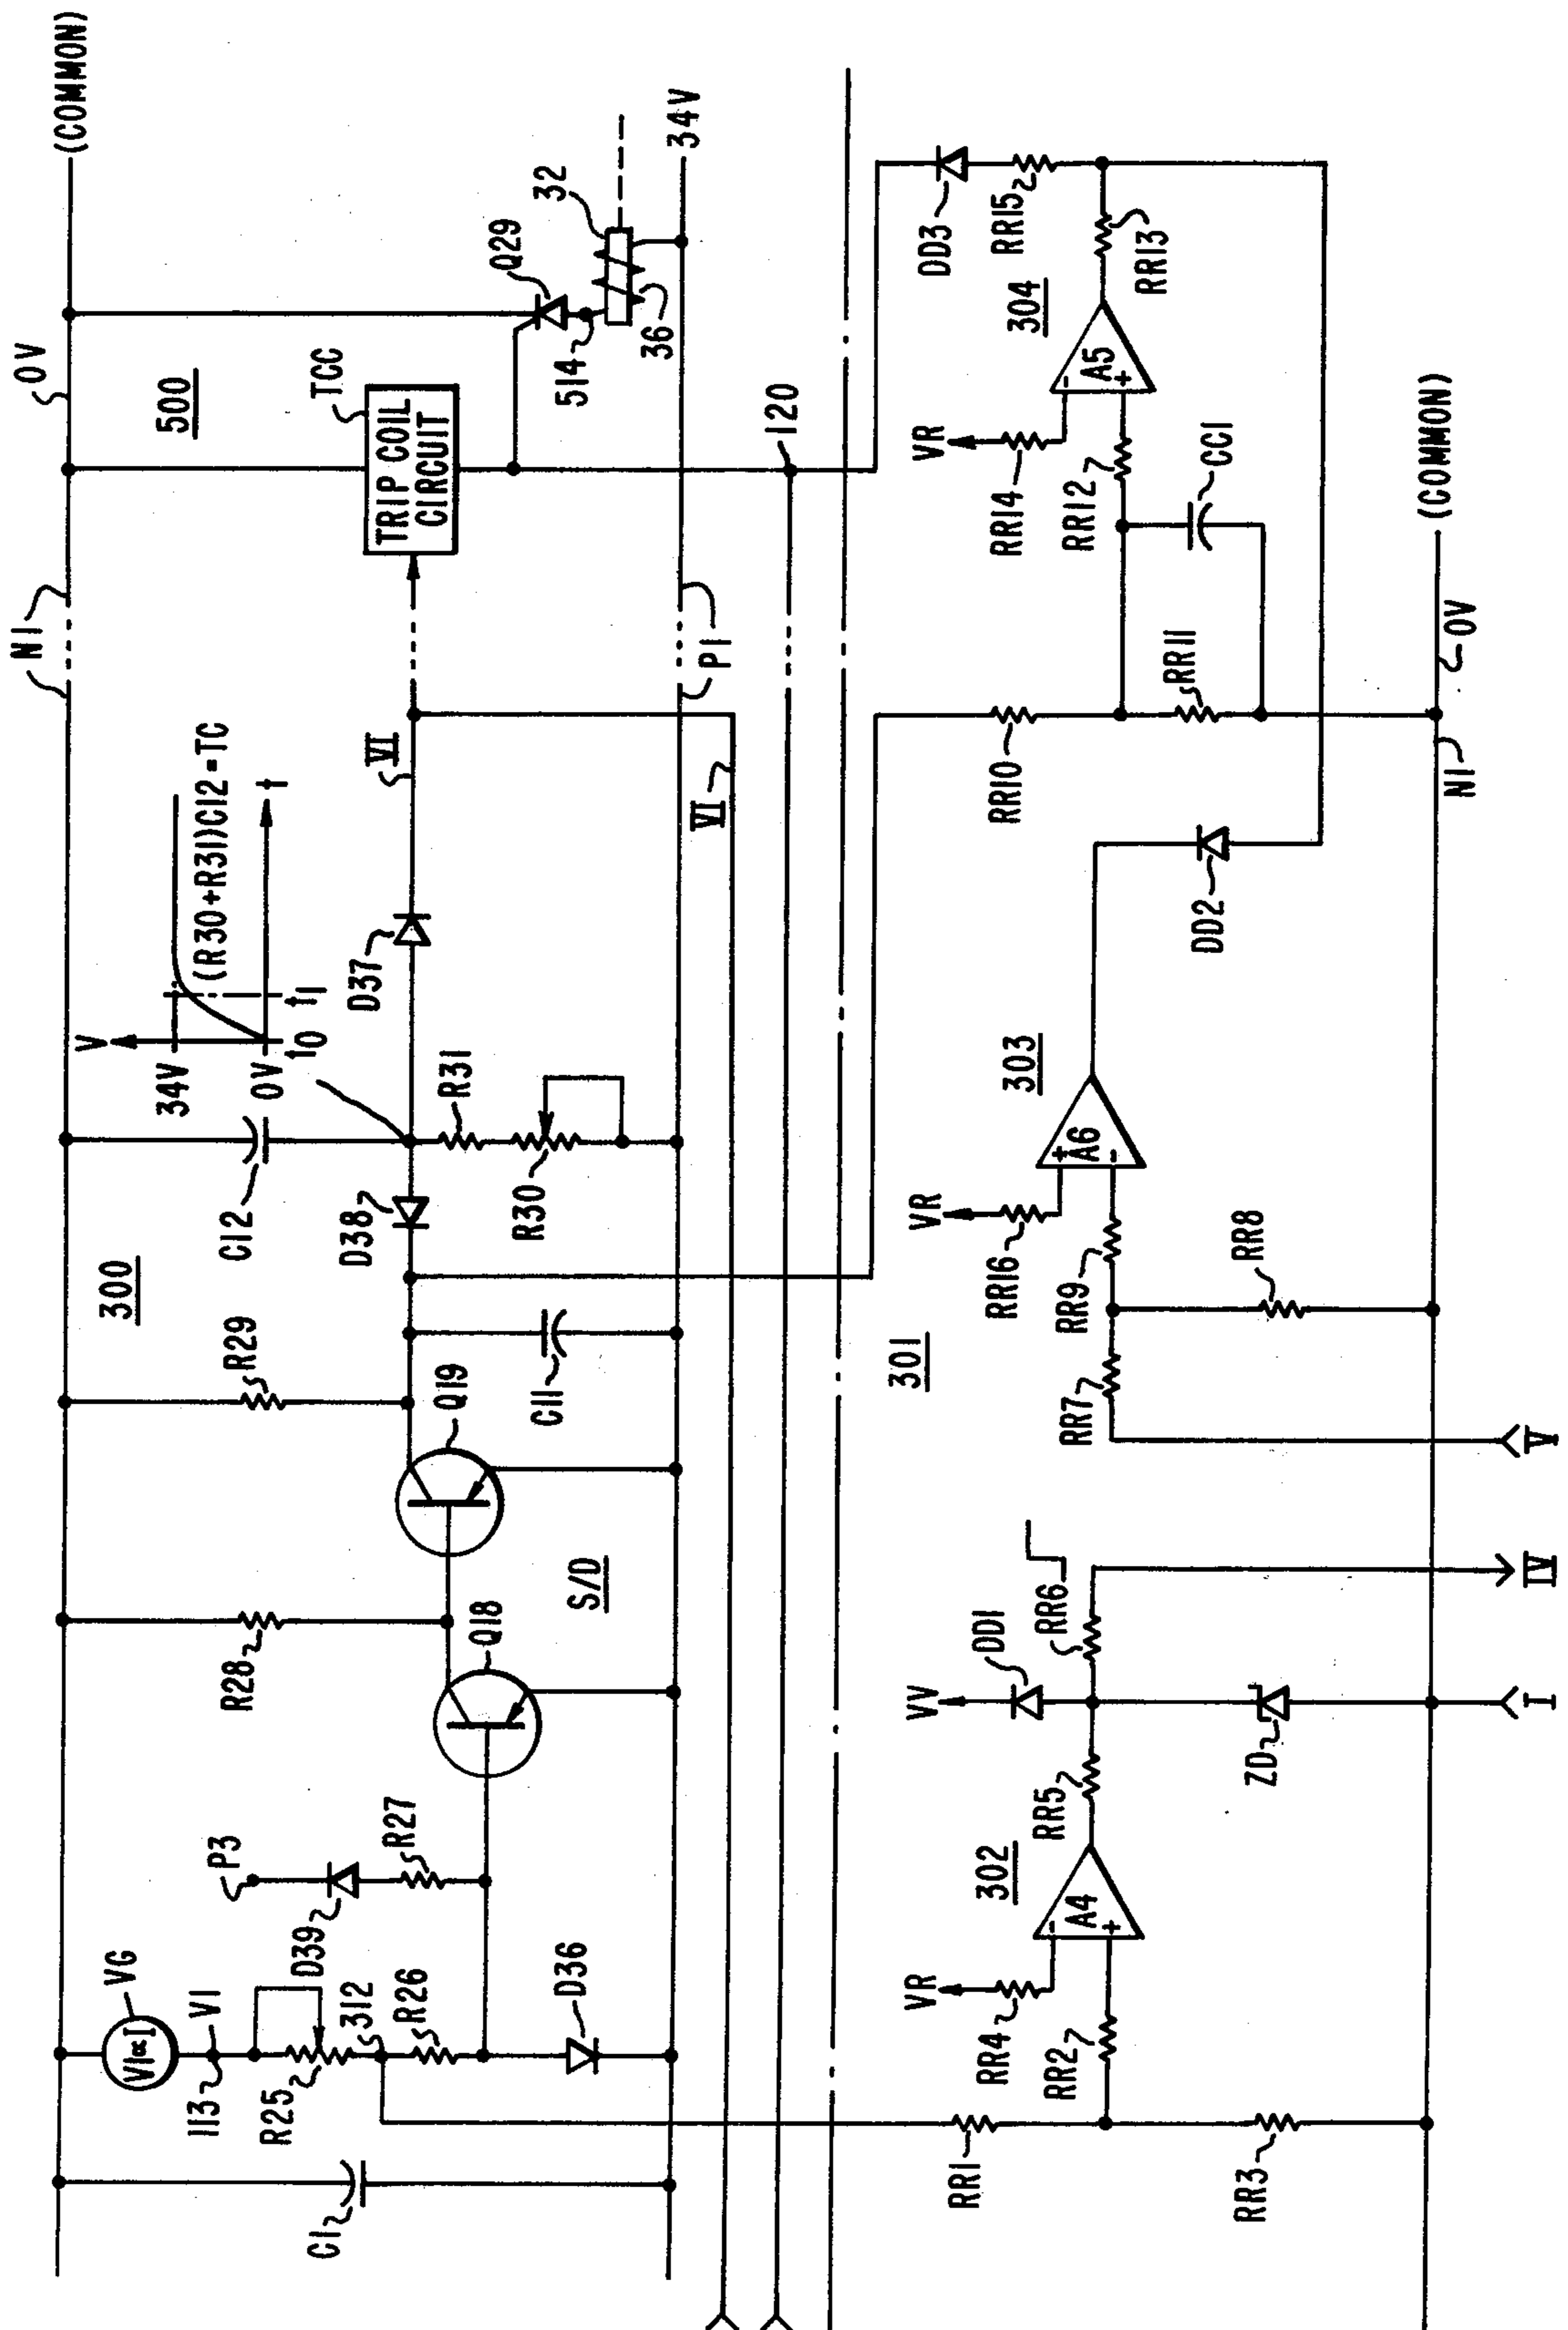 (COMMON)
0V
N1
500
TCC
TRIP COIL
CIRCUIT
Q29
514
32
36
34V
P1
120
VI
VI
V
34V
0V
t0
t1
t
(R30+R31)C12=TC
D37
C12
R31
R30
D38
300
R29
Q19
C11
R28
Q18
S/D
P3
D39
R27
VG
V1∝I
V1
113
R25
312
R26
D36
C1
DD3
RR15
304
RR13
A5
-
+
VR
RR14
RR12
CC1
RR10
RR11
(COMMON)
0V
N1
DD2
303
A6
+
-
VR
RR16
RR9
RR8
RR7
301
V
IV
I
RR6
DD1
VV
ZD
RR5
302
A4
-
+
VR
RR4
RR2
RR1
RR3